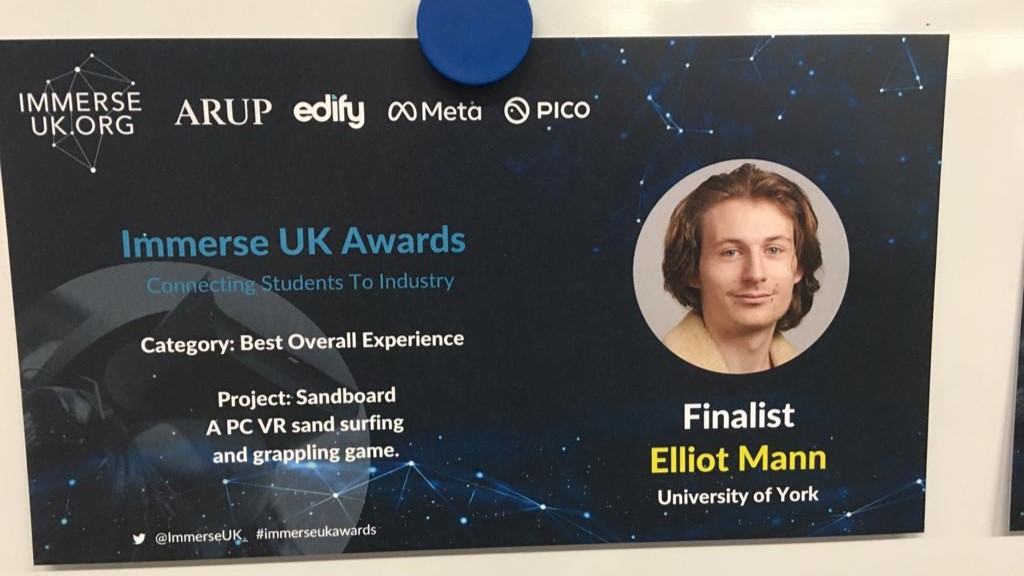 IMMERSE
UK.ORG
ARUP
edify
Meta
PICO
Immerse UK Awards
Connecting Students To Industry
Category: Best Overall Experience
Project: Sandboard
A PC VR sand surfing
and grappling game.
@ImmerseUK. #immerseukawards
Finalist
Elliot Mann
University of York